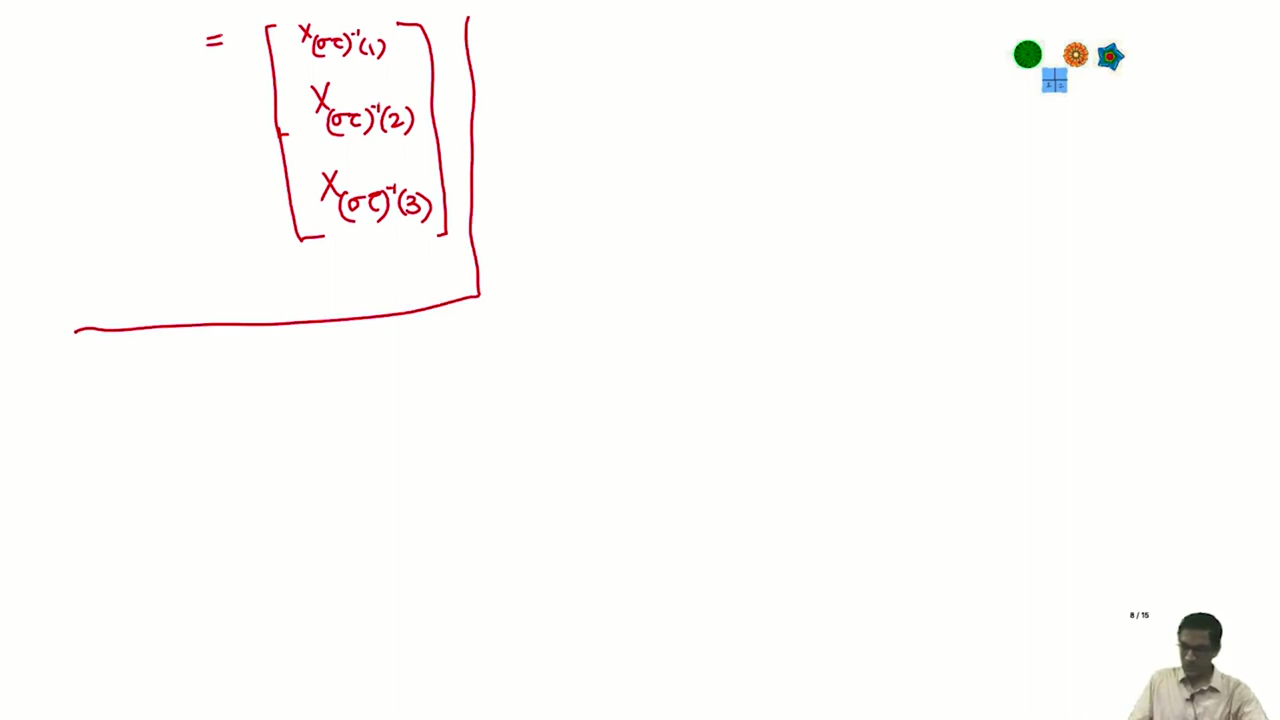 = [ x_{(στ)^{-1}(1)}
x_{(στ)^{-1}(2)}
x_{(στ)^{-1}(3)} ]
8 / 15